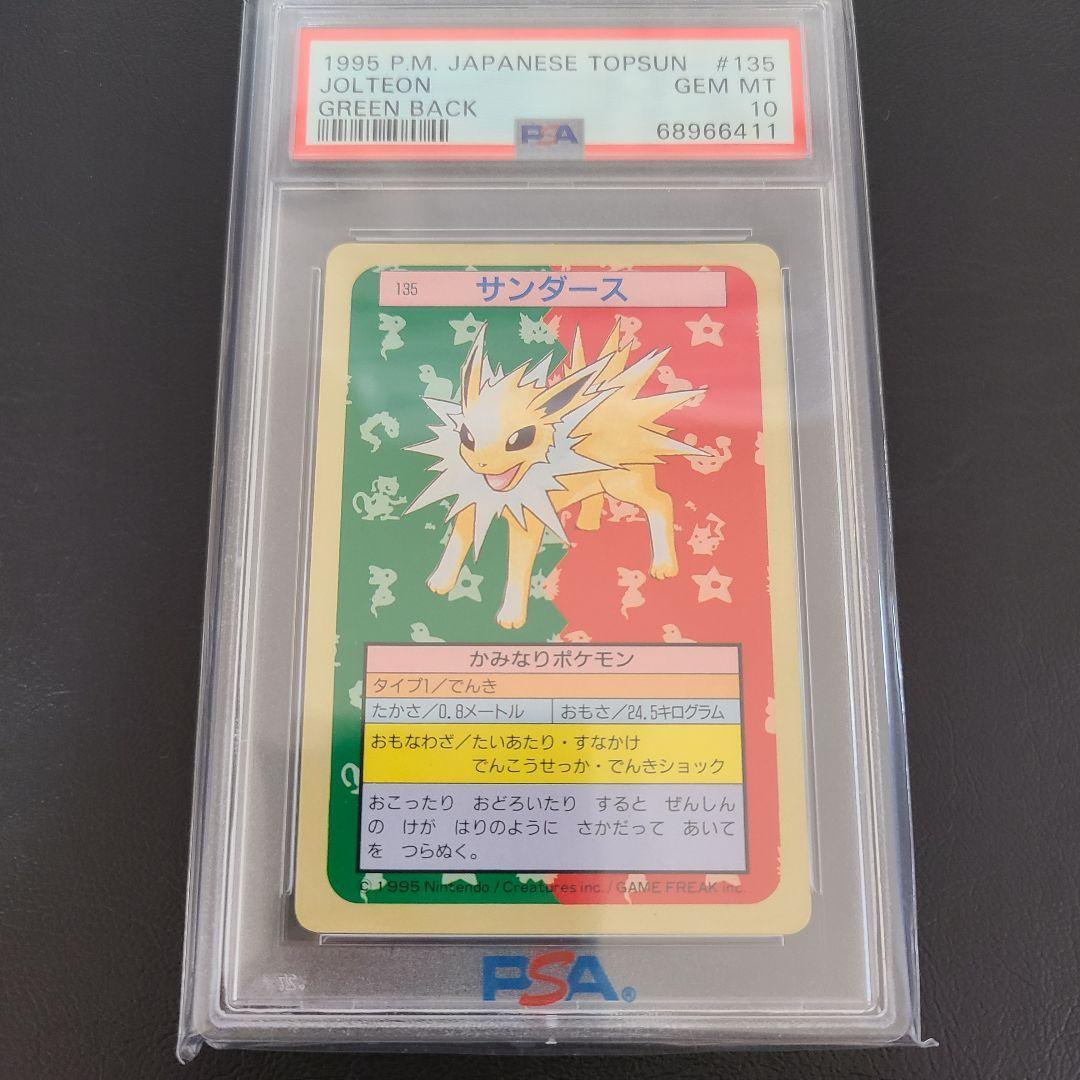 1995 P.M. JAPANESE TOPSUN #135
JOLTEON GEM MT
GREEN BACK 10
PSA 68966411
135 サンダース
かみなりポケモン
タイプ1/でんき
たかさ/0.8メートル おもさ/24.5キログラム
おもなわざ/たいあたり・すなかけ
でんこうせっか・でんきショック
おこったり おどろいたり すると ぜんしん
の けが はりのように さかだって あいて
を つらぬく。
© 1995 Nintendo / Creatures inc. / GAME FREAK inc.
PSA®